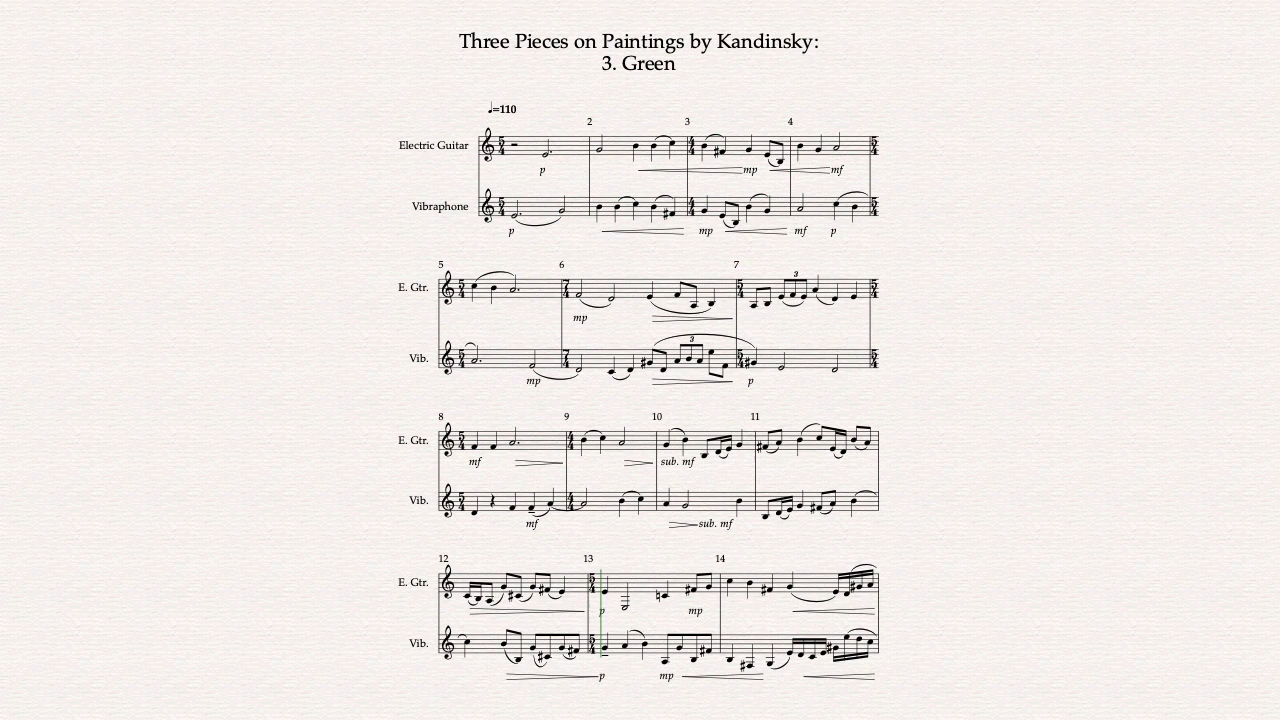 Three Pieces on Paintings by Kandinsky:
3. Green
♩=110
2 3 4
Electric Guitar
p mp mf
Vibraphone
p mp mf p
5 6 7
E. Gtr.
3
mp
Vib.
3
mp p
8 9 10 11
E. Gtr.
mf sub. mf
Vib.
mf sub. mf
12 13 14
E. Gtr.
p mp
Vib.
p mp